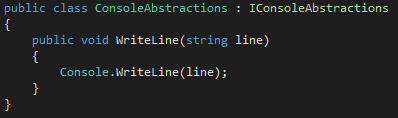 public class ConsoleAbstractions : IConsoleAbstractions
{
    public void WriteLine(string line)
    {
        Console.WriteLine(line);
    }
}